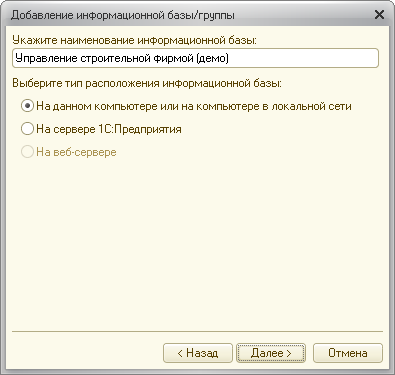 Добавление информационной базы/группы
Укажите наименование информационной базы:
Управление строительной фирмой (демо)
Выберите тип расположения информационной базы:
На данном компьютере или на компьютере в локальной сети
На сервере 1С:Предприятия
На веб-сервере
< Назад Далее > Отмена